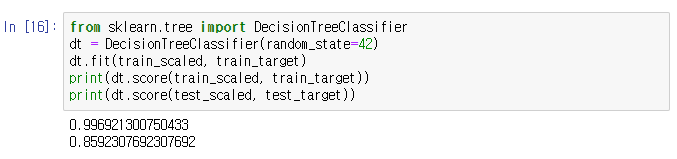 In [16]:
from sklearn.tree import DecisionTreeClassifier
dt = DecisionTreeClassifier(random_state=42)
dt.fit(train_scaled, train_target)
print(dt.score(train_scaled, train_target))
print(dt.score(test_scaled, test_target))
0.996921300750433
0.8592307692307692